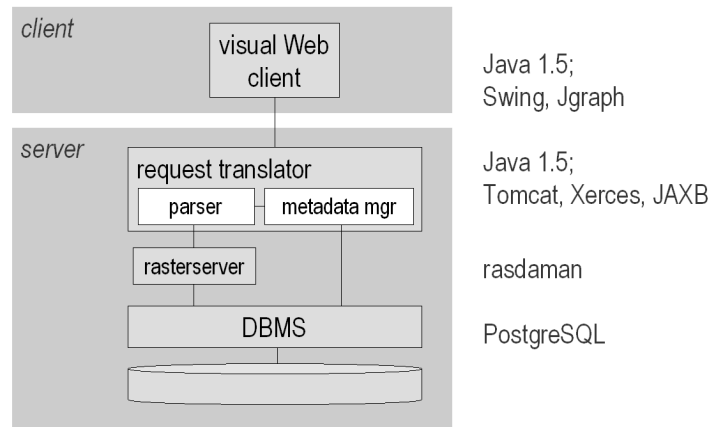 client
visual Web
client
Java 1.5;
Swing, Jgraph
server
request translator
parser
metadata mgr
Java 1.5;
Tomcat, Xerces, JAXB
rasterserver
rasdaman
DBMS
PostgreSQL